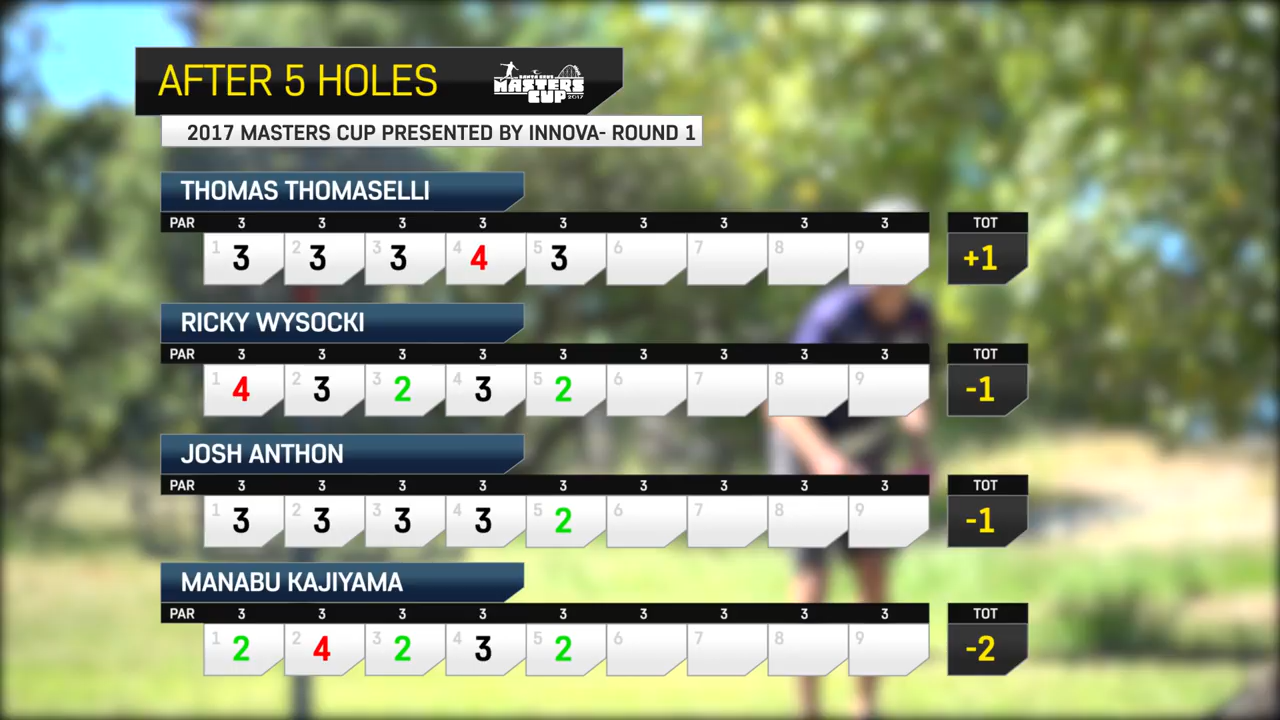 AFTER 5 HOLES
MASTERS
CUP 2017
2017 MASTERS CUP PRESENTED BY INNOVA- ROUND 1
THOMAS THOMASELLI
PAR 3 3 3 3 3 3 3 3 3 TOT
1 3 2 3 3 3 4 4 5 3 6 7 8 9 +1
RICKY WYSOCKI
PAR 3 3 3 3 3 3 3 3 3 TOT
1 4 2 3 3 2 4 3 5 2 6 7 8 9 -1
JOSH ANTHON
PAR 3 3 3 3 3 3 3 3 3 TOT
1 3 2 3 3 3 4 3 5 2 6 7 8 9 -1
MANABU KAJIYAMA
PAR 3 3 3 3 3 3 3 3 3 TOT
1 2 2 4 3 2 4 3 5 2 6 7 8 9 -2